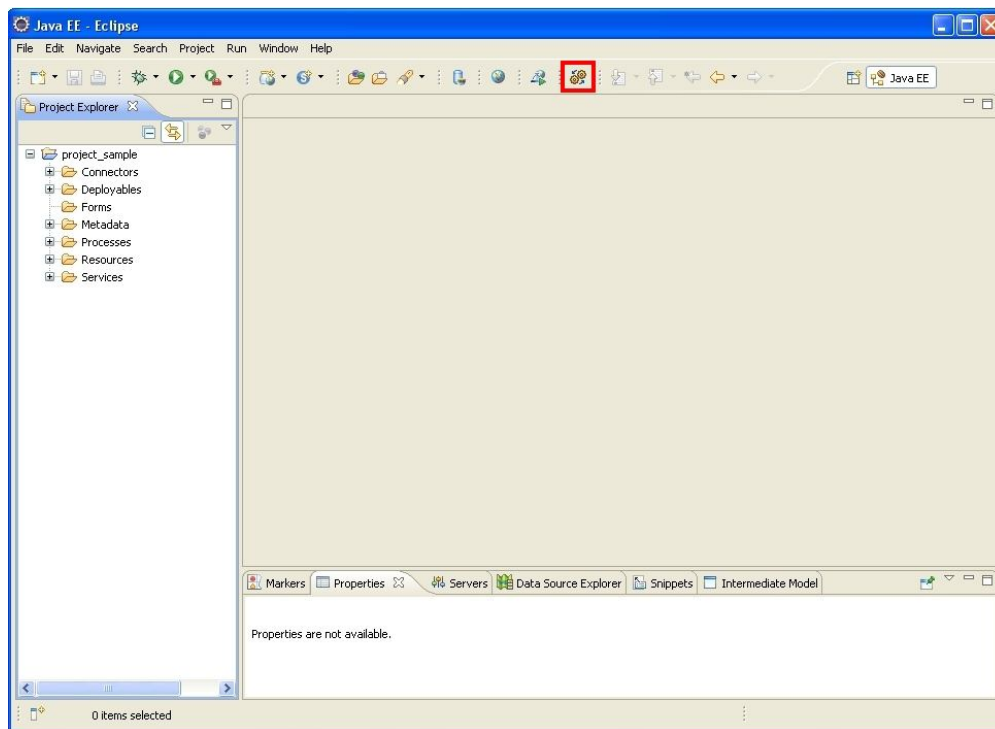 Java EE - Eclipse
File Edit Navigate Search Project Run Window Help
Java EE
Project Explorer
project_sample
Connectors
Deployables
Forms
Metadata
Processes
Resources
Services
Markers Properties Servers Data Source Explorer Snippets Intermediate Model
Properties are not available.
0 items selected